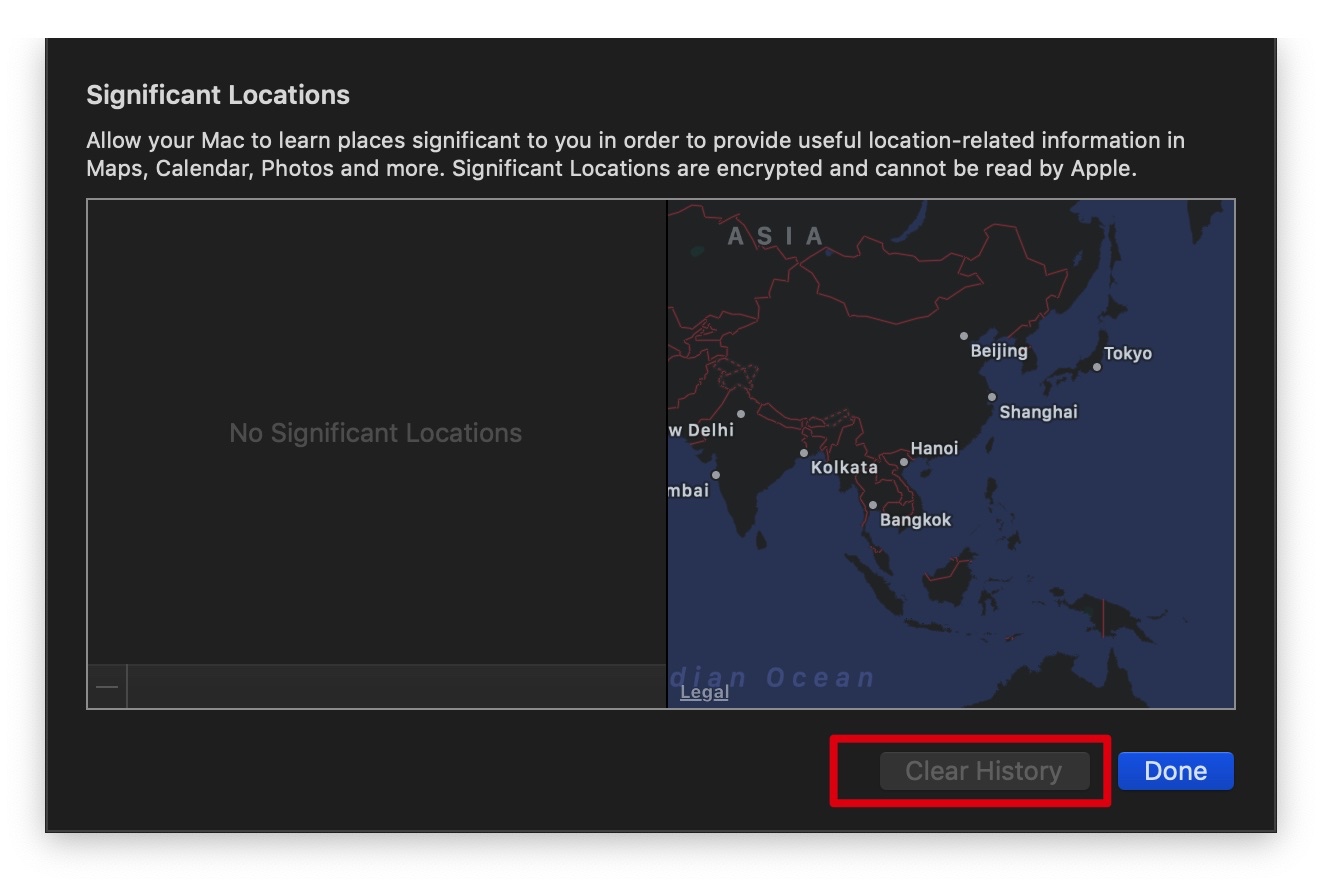 Significant Locations
Allow your Mac to learn places significant to you in order to provide useful location-related information in
Maps, Calendar, Photos and more. Significant Locations are encrypted and cannot be read by Apple.
No Significant Locations
ASIA
Beijing
Tokyo
Shanghai
w Delhi
Hanoi
Kolkata
mbai
Bangkok
dian Ocean
Legal
Clear History
Done